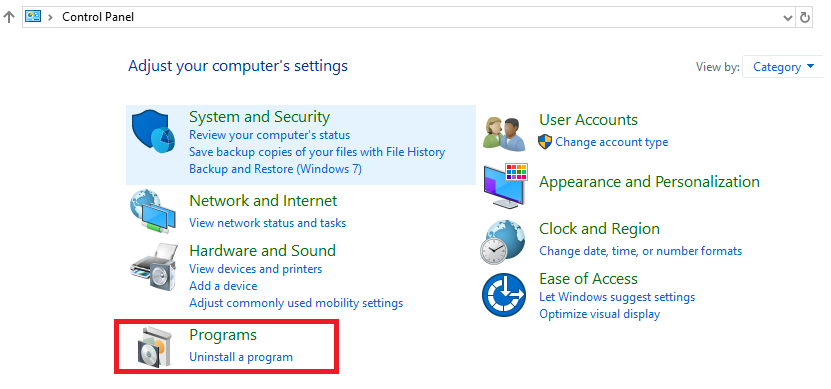 Control Panel
Adjust your computer's settings
View by:
Category
System and Security
Review your computer's status
Save backup copies of your files with File History
Backup and Restore (Windows 7)
Network and Internet
View network status and tasks
Hardware and Sound
View devices and printers
Add a device
Adjust commonly used mobility settings
Programs
Uninstall a program
User Accounts
Change account type
Appearance and Personalization
Clock and Region
Change date, time, or number formats
Ease of Access
Let Windows suggest settings
Optimize visual display